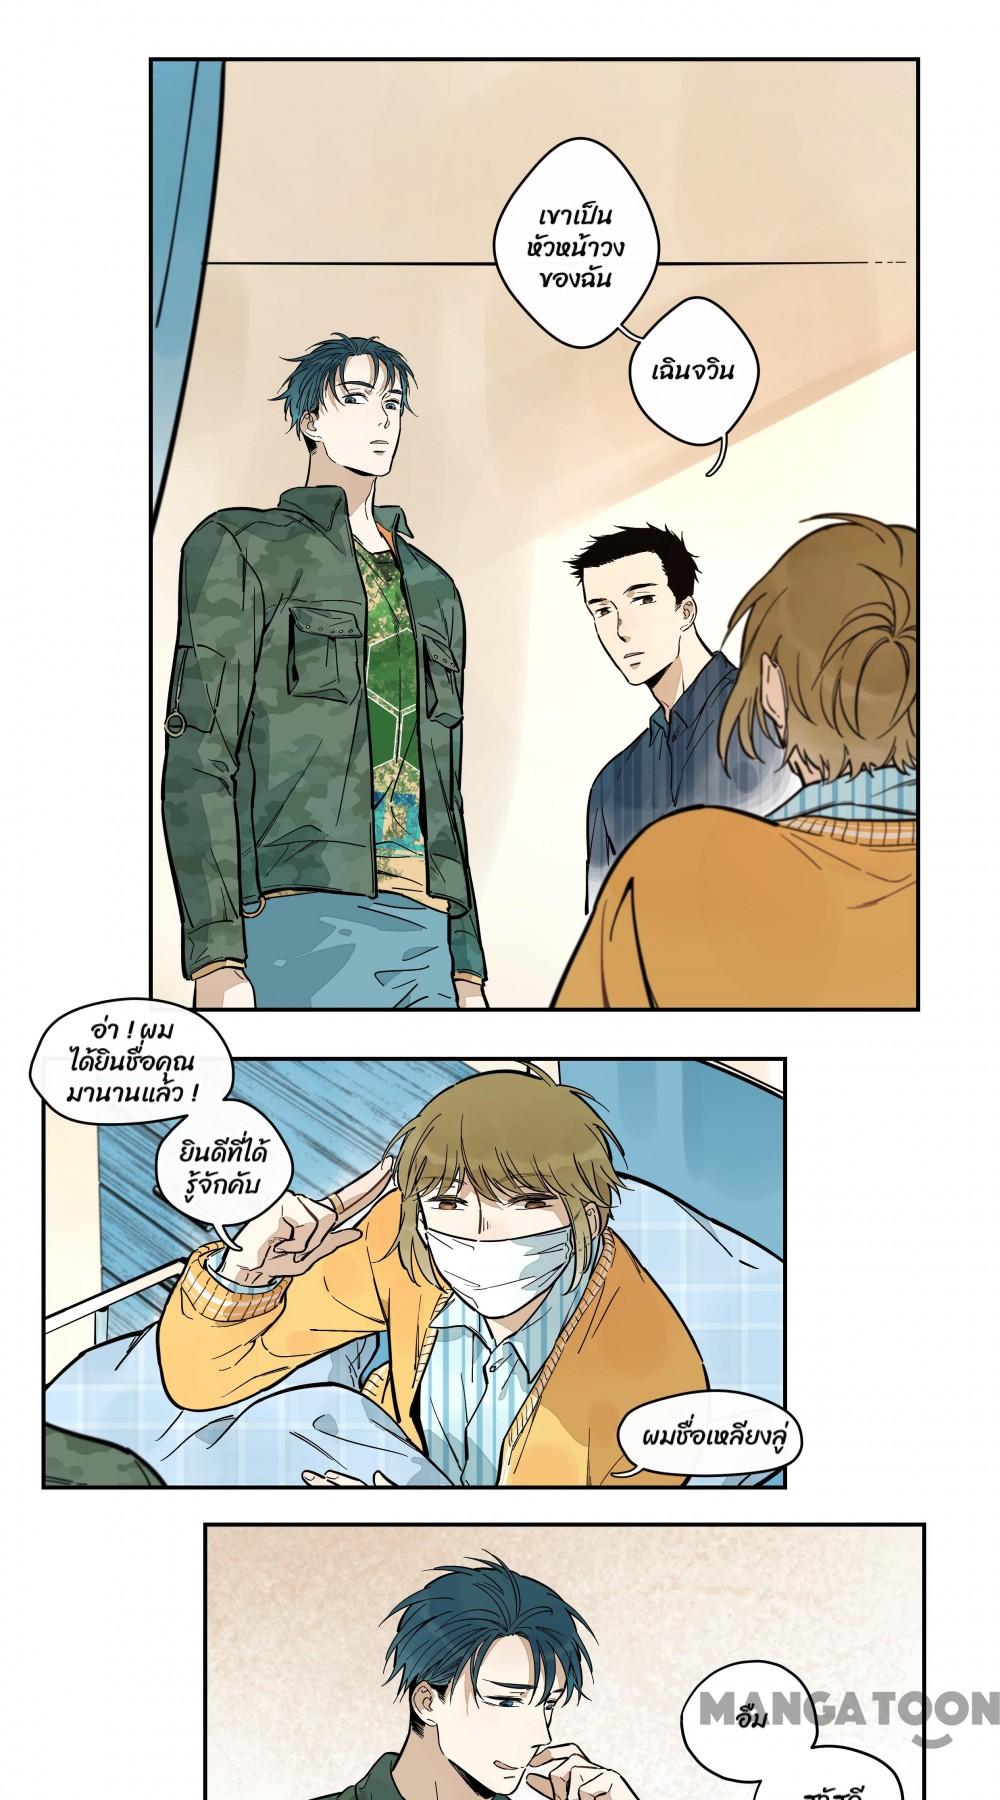 เขาเป็น
หัวหน้าวง
ของฉัน
เฉินจวิน
อ่า ! ผม
ได้ยินชื่อคุณ
มานานแล้ว !
ยินดีที่ได้
รู้จักคับ
ผมชื่อเหลียงลู่
อืม
MANGATOON